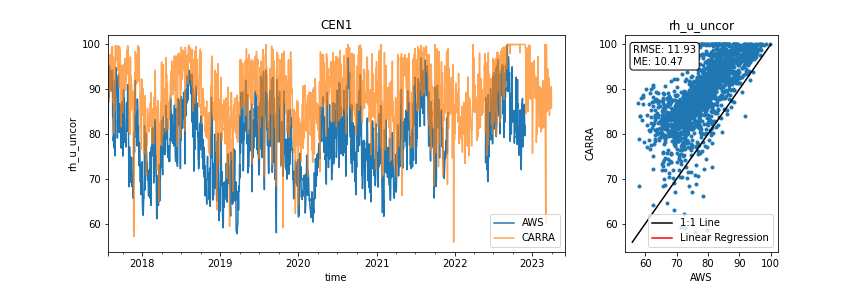 CEN1
rh_u_uncor
100
90
80
70
60
rh_u_uncor
2018
2019
2020
2021
2022
2023
time
AWS
CARRA
rh_u_uncor
RMSE: 11.93
ME: 10.47
100
90
80
70
60
CARRA
60
70
80
90
100
AWS
1:1 Line
Linear Regression